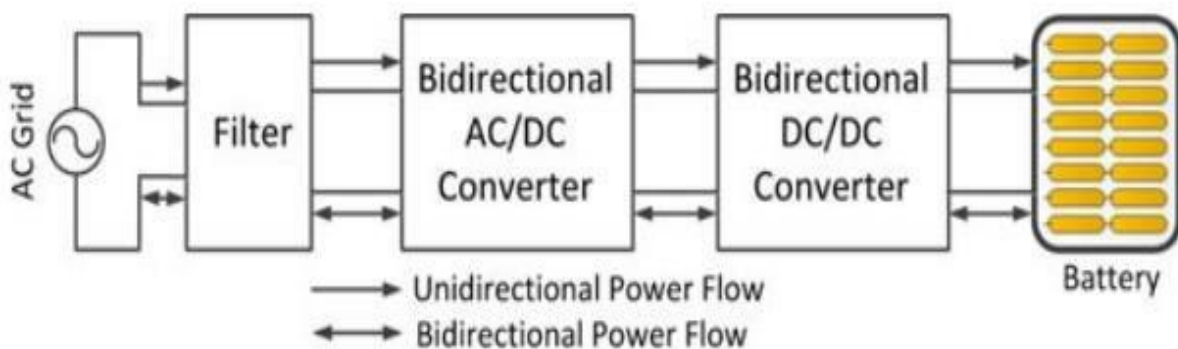 AC Grid
Filter
Bidirectional
AC/DC
Converter
Bidirectional
DC/DC
Converter
Battery
Unidirectional Power Flow
Bidirectional Power Flow